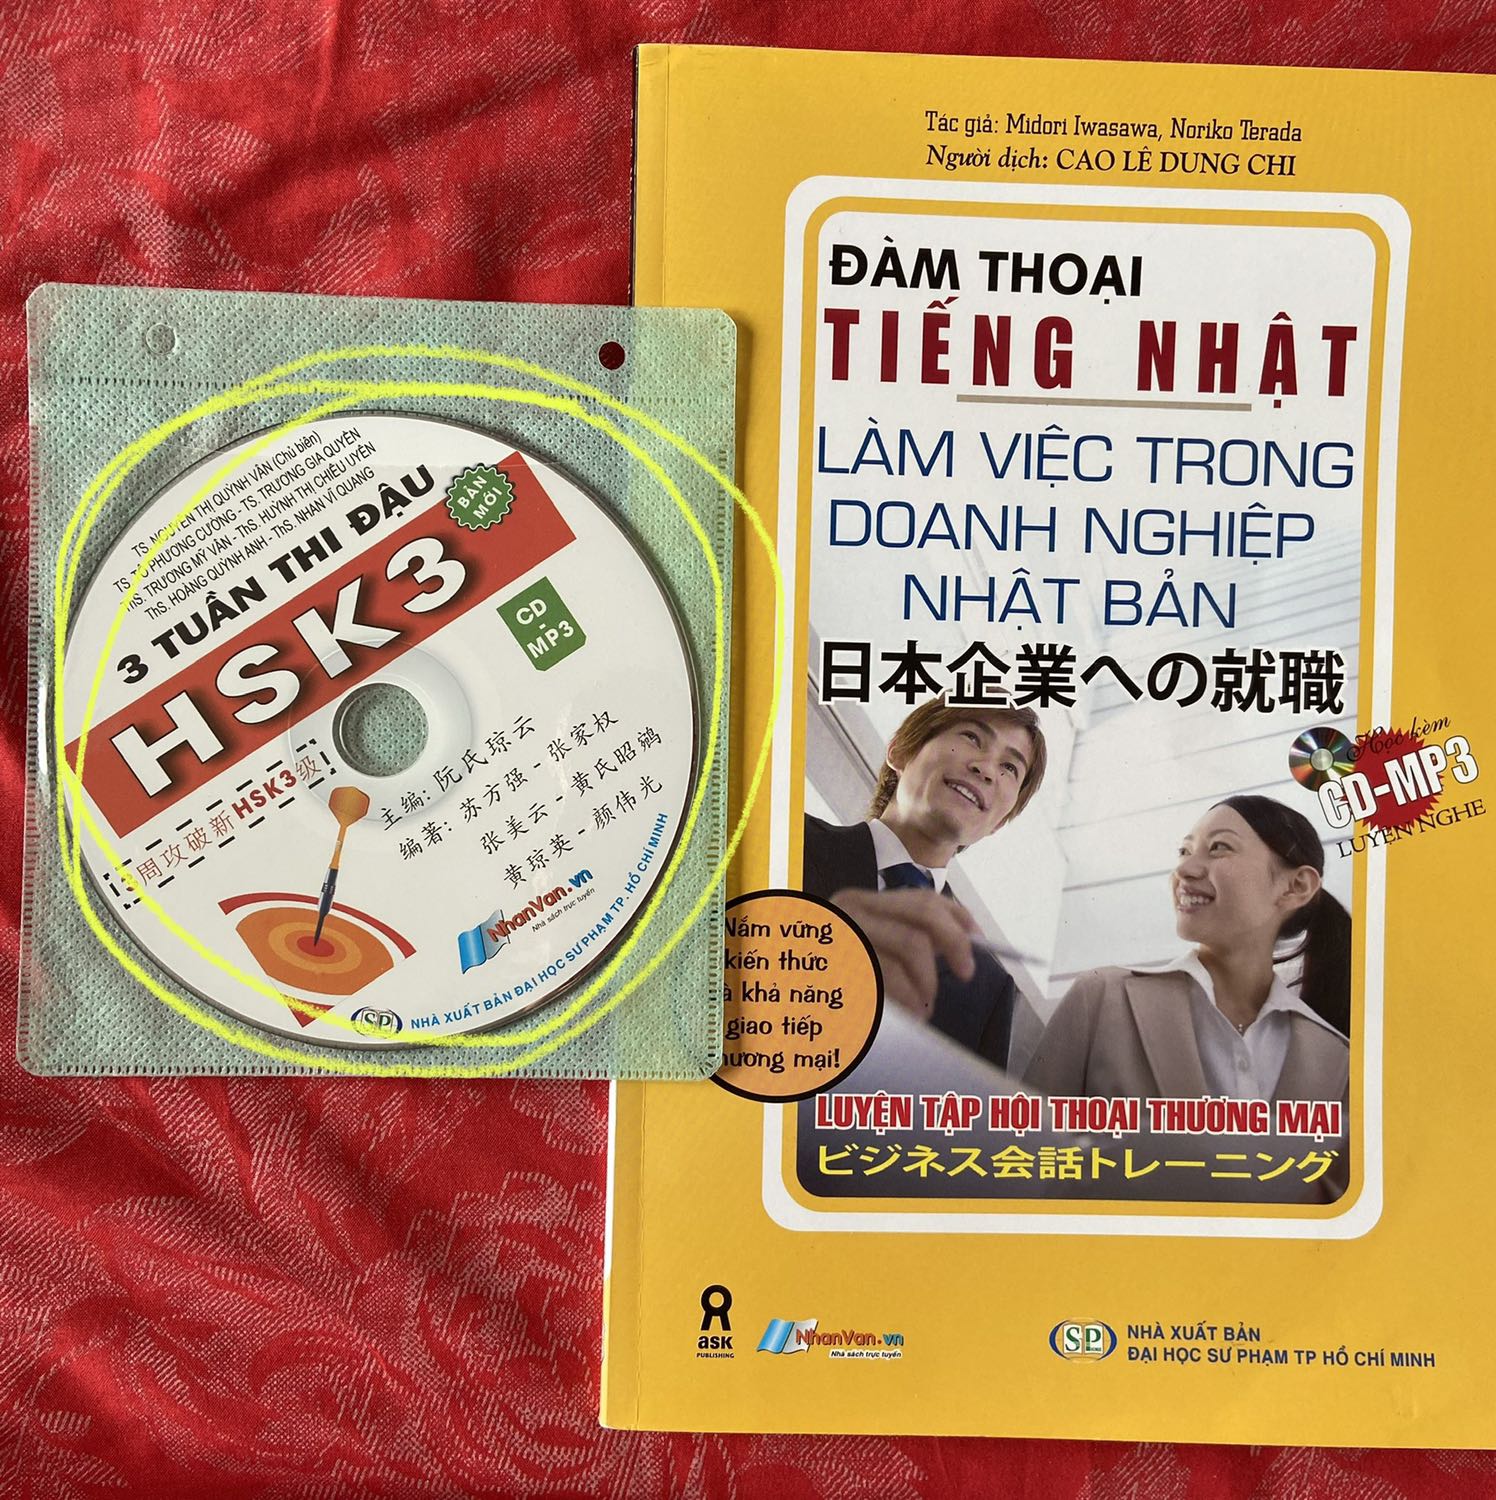 TS. NGUYỄN THỊ QUỲNH VÂN (Chủ biên)
TS. TÔ PHƯƠNG CƯỜNG - TS. TRƯƠNG GIA QUYỀN
ThS. TRƯƠNG MỸ VÂN - ThS. HUỲNH THỊ CHIÊU UYÊN
ThS. HOÀNG QUỲNH ANH - ThS. NHAN VĨ QUANG
3 TUẦN THI ĐẬU
HSK3
BẢN MỚI
CD-MP3
3周攻破新HSK3级
主编: 阮氏琼云
编著: 苏方强 - 张家权
张美云 - 黄氏昭鹓
黄琼英 - 颜伟光
NhanVan.vn
Nhà sách trực tuyến
SP NHÀ XUẤT BẢN ĐẠI HỌC SƯ PHẠM TP.HỒ CHÍ MINH
Tác giả: Midori Iwasawa, Noriko Terada
Người dịch: CAO LÊ DUNG CHI
ĐÀM THOẠI
TIẾNG NHẬT
LÀM VIỆC TRONG
DOANH NGHIỆP
NHẬT BẢN
日本企業への就職
Học kèm
CD-MP3
LUYỆN NGHE
Nắm vững
kiến thức
và khả năng
giao tiếp
thương mại!
LUYỆN TẬP HỘI THOẠI THƯƠNG MẠI
ビジネス会話トレーニング
ask
PUBLISHING
NhanVan.vn
Nhà sách trực tuyến
SP
NHÀ XUẤT BẢN
ĐẠI HỌC SƯ PHẠM TP HỒ CHÍ MINH